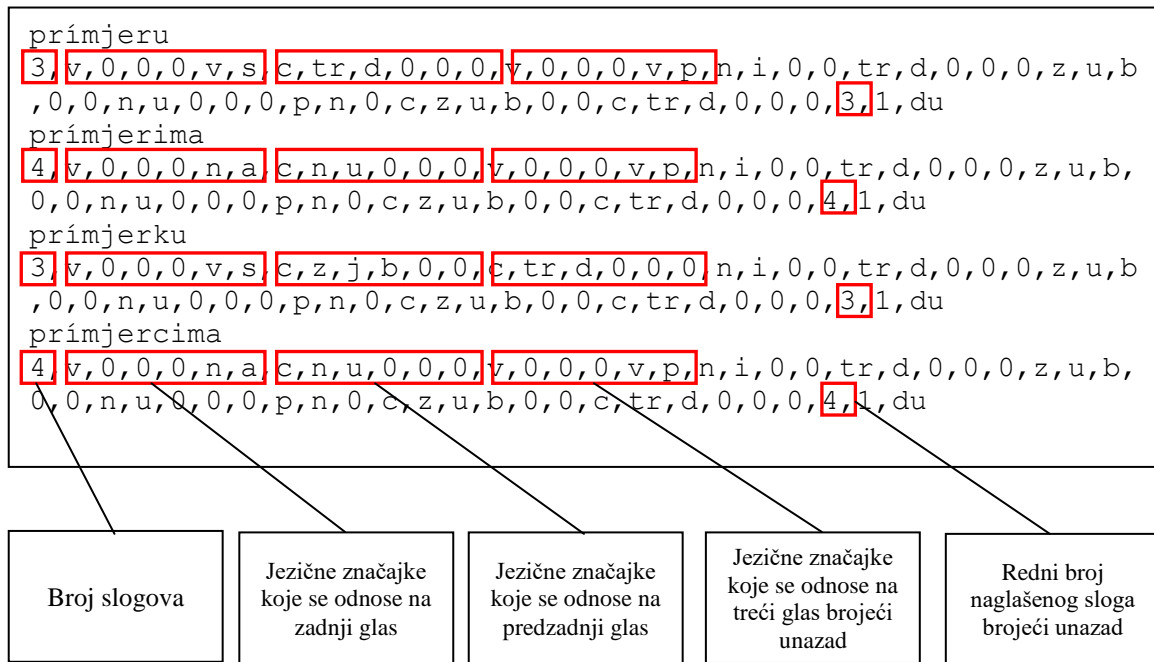 prímjeru
3,v,0,0,0,v,s,c,tr,d,0,0,0,v,0,0,0,v,p,n,i,0,0,tr,d,0,0,0,z,u,b
,0,0,n,u,0,0,0,p,n,0,c,z,u,b,0,0,c,tr,d,0,0,0,3,1,du
prímjerima
4,v,0,0,0,n,a,c,n,u,0,0,0,v,0,0,0,v,p,n,i,0,0,tr,d,0,0,0,z,u,b,
0,0,n,u,0,0,0,p,n,0,c,z,u,b,0,0,c,tr,d,0,0,0,4,1,du
prímjerku
3,v,0,0,0,v,s,c,z,j,b,0,0,c,tr,d,0,0,0,n,i,0,0,tr,d,0,0,0,z,u,b
,0,0,n,u,0,0,0,p,n,0,c,z,u,b,0,0,c,tr,d,0,0,0,3,1,du
prímjercima
4,v,0,0,0,n,a,c,n,u,0,0,0,v,0,0,0,v,p,n,i,0,0,tr,d,0,0,0,z,u,b,
0,0,n,u,0,0,0,p,n,0,c,z,u,b,0,0,c,tr,d,0,0,0,4,1,du
Broj slogova
Jezične značajke
koje se odnose na
zadnji glas
Jezične značajke
koje se odnose na
predzadnji glas
Jezične značajke
koje se odnose na
treći glas brojeći
unazad
Redni broj
naglašenog sloga
brojeći unazad